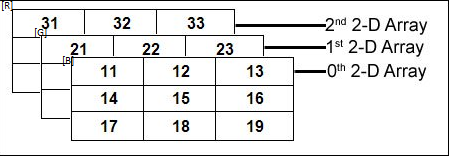 [R]
31 32 33
2nd 2-D Array
[G]
21 22 23
1st 2-D Array
[B]
11 12 13
0th 2-D Array
14 15 16
17 18 19